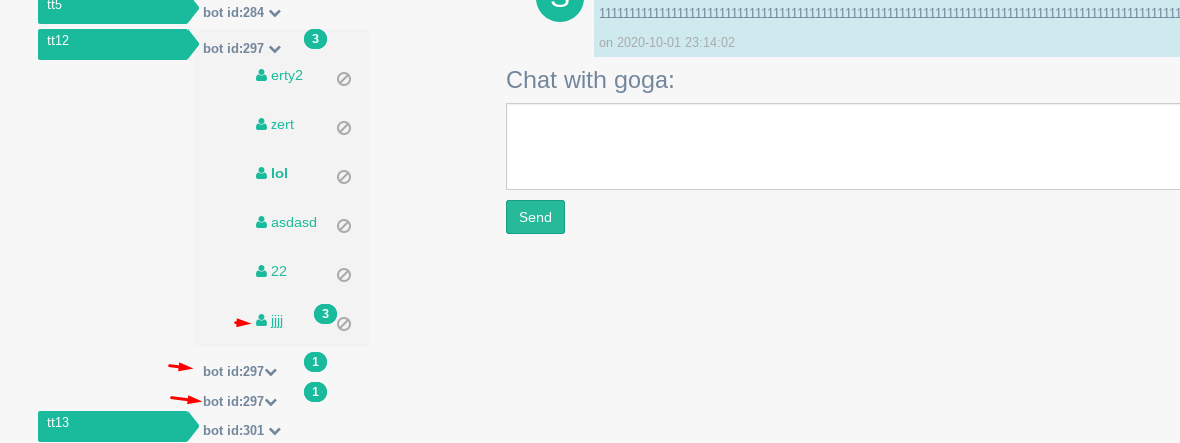 tt5
bot id:284
tt12
bot id:297
3
erty2
zert
lol
asdasd
22
jjjj
3
bot id:297
1
bot id:297
1
tt13
bot id:301
S
on 2020-10-01 23:14:02
Chat with goga:
Send